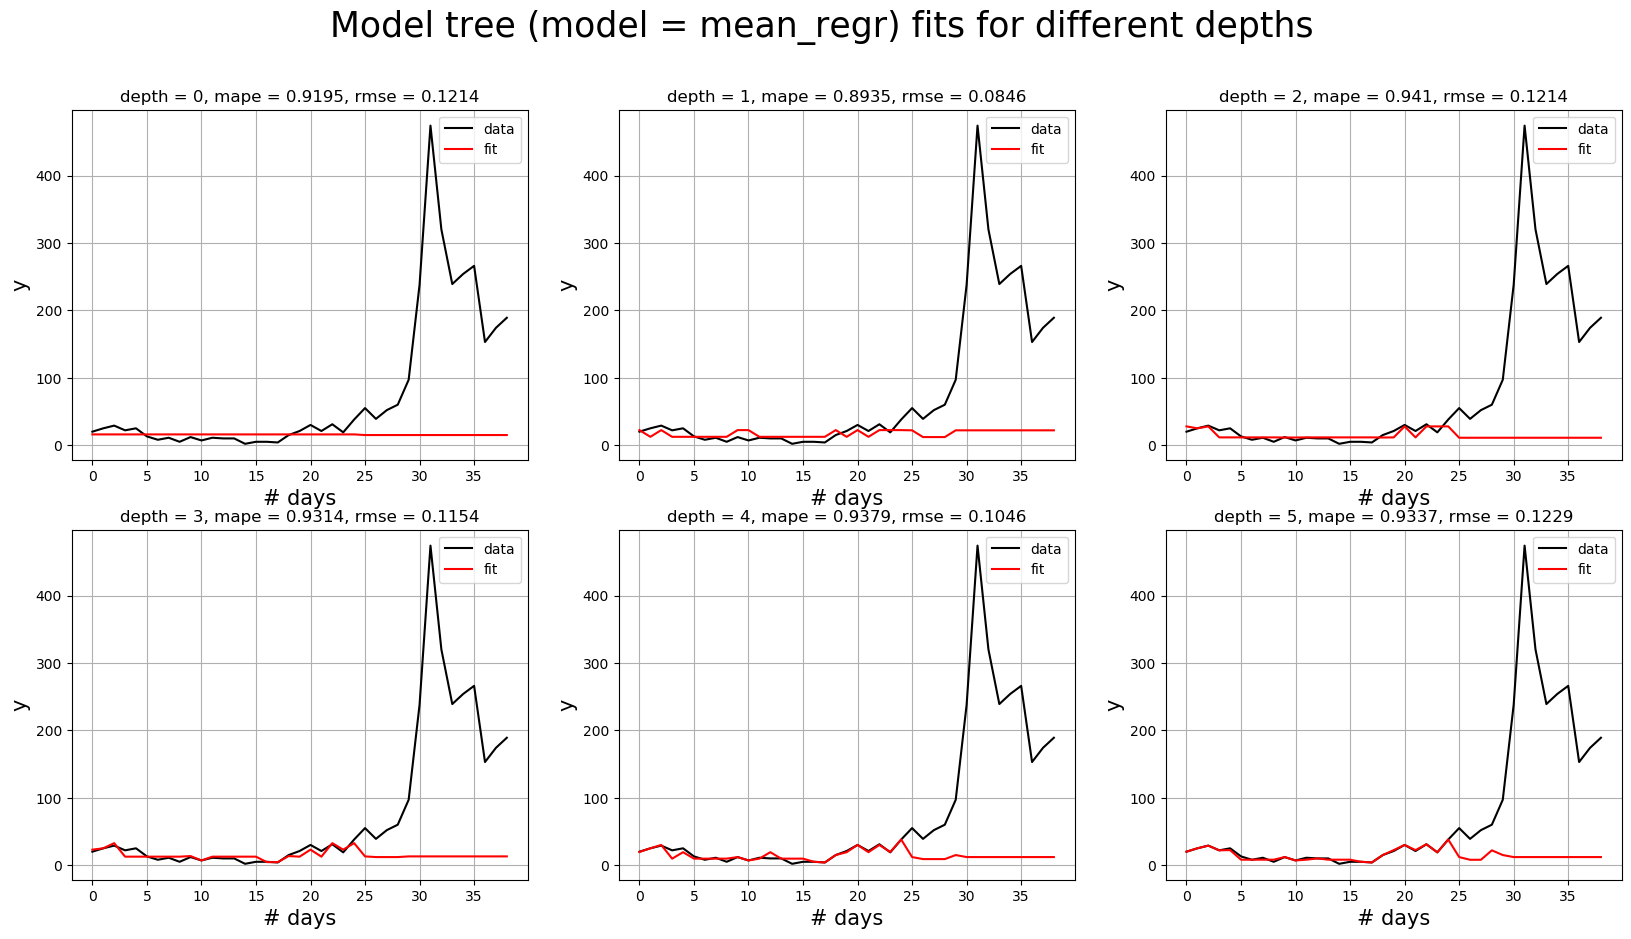 Model tree (model = mean_regr) fits for different depths
depth = 0, mape = 0.9195, rmse = 0.1214
data
fit
400
300
200
100
0
y
0 5 10 15 20 25 30 35
# days
depth = 1, mape = 0.8935, rmse = 0.0846
data
fit
400
300
200
100
0
y
0 5 10 15 20 25 30 35
# days
depth = 2, mape = 0.941, rmse = 0.1214
data
fit
400
300
200
100
0
y
0 5 10 15 20 25 30 35
# days
depth = 3, mape = 0.9314, rmse = 0.1154
data
fit
400
300
200
100
0
y
0 5 10 15 20 25 30 35
# days
depth = 4, mape = 0.9379, rmse = 0.1046
data
fit
400
300
200
100
0
y
0 5 10 15 20 25 30 35
# days
depth = 5, mape = 0.9337, rmse = 0.1229
data
fit
400
300
200
100
0
y
0 5 10 15 20 25 30 35
# days